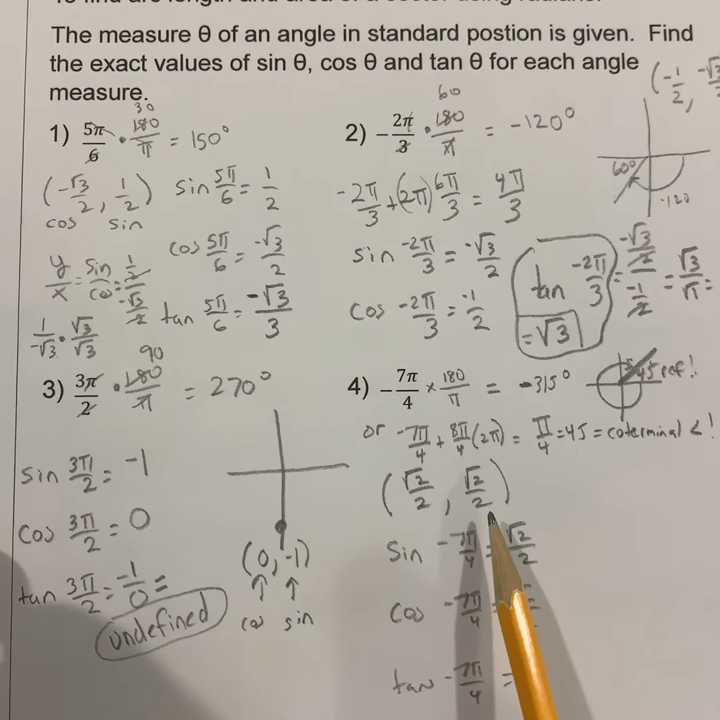 The measure θ of an angle in standard postion is given. Find
the exact values of sin θ, cos θ and tan θ for each angle
measure.
1) 5π/6 · 180/π = 150°
30
(-√3/2, 1/2) sin 5π/6 = 1/2
cos sin
cos 5π/6 = -√3/2
y/x = sin/cos = 1/2 / -√3/2
tan 5π/6 = -√3/3
1/-√3 · √3/√3
2) -2π/3 · 180/π = -120°
60
-2π/3 + (2π) 6π/3 = 4π/3
60°
-120
sin -2π/3 = -√3/2
cos -2π/3 = -1/2
tan -2π/3 = -√3/2 / -1/2 = √3/1 =
= √3
3) 3π/2 · 180/π = 270°
90
sin 3π/2 = -1
cos 3π/2 = 0
tan 3π/2 = -1/0 =
undefined
(0, -1)
cos sin
4) -7π/4 × 180/π = -315°
45 ref!
or -7π/4 + 8π/4 (2π) = π/4 = 45 = coterminal <!
(√2/2, √2/2)
sin -7π/4 = √2/2
cos -7π/4 =
tan -7π/4 =